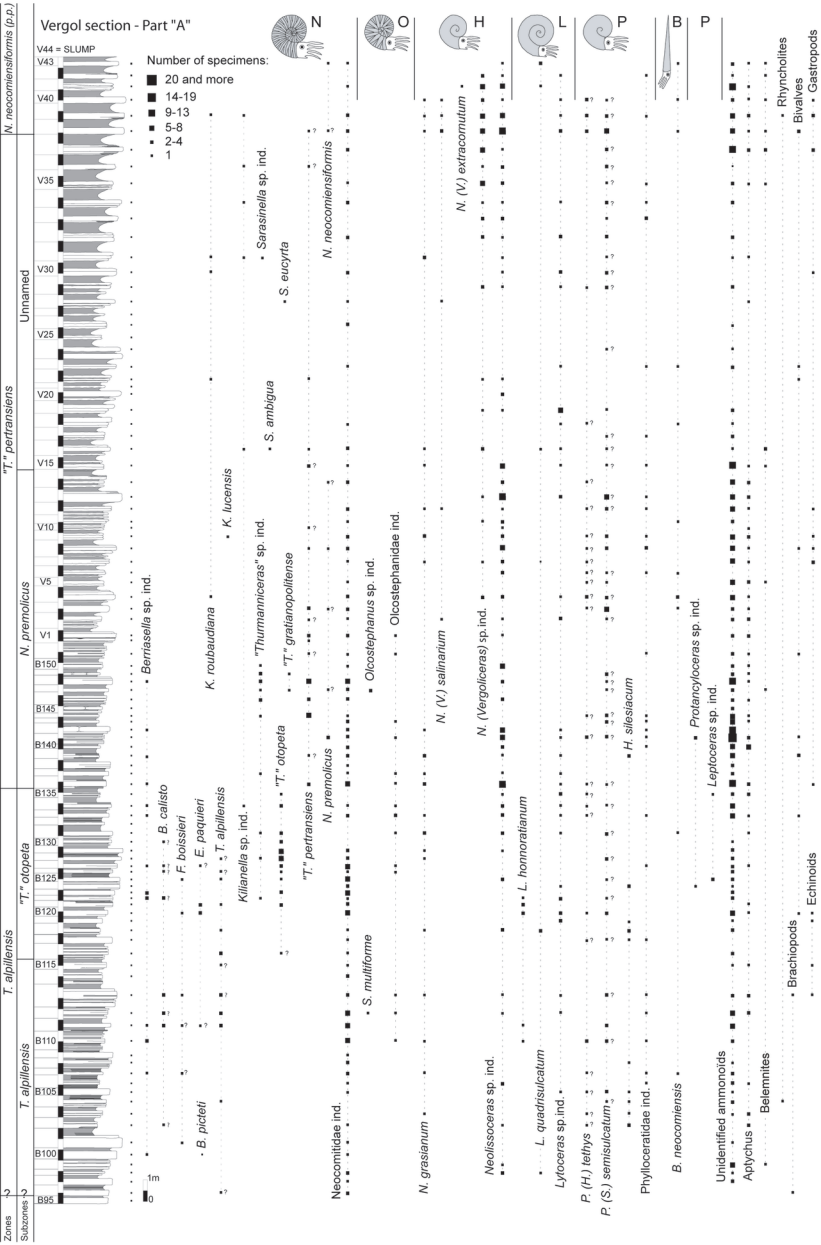 Vergol section - Part "A"
N
O
H
L
P
B
P
V44 = SLUMP
Number of specimens:
20 and more
14-19
9-13
5-8
2-4
1
Zones
Subzones
N. neocomiensiformis (p.p.)
"T." pertransiens
T. alpillensis
?
Unnamed
N. premolicus
"T." otopeta
T. alpillensis
?
V43
V40
V35
V30
V25
V20
V15
V10
V5
V1
B150
B145
B140
B135
B130
B125
B120
B115
B110
B105
B100
B95
1m
0
Berriasella sp. ind.
B. calisto
F. boissieri
E. paquieri
B. picteti
K. roubaudiana
T. alpillensis
K. lucensis
Kilianella sp. ind.
"Thurmanniceras" sp. ind.
Sarasinella sp. ind.
S. ambigua
"T." otopeta
S. eucyrta
"T." gratianopolitense
"T." pertransiens
N. neocomiensiformis
N. premolicus
Neocomitidae ind.
S. multiforme
Olcostephanus sp. ind.
Olcostephanidae ind.
N. grasianum
N. (V.) salinarium
N. (V.) extracornutum
N. (Vergoliceras) sp. ind.
Neolissoceras sp. ind.
L. honnoratianum
L. quadrisulcatum
Lytoceras sp.ind.
P. (H.) tethys
P. (S.) semisulcatum
H. silesiacum
Phylloceratidae ind.
B. neocomiensis
Protancyloceras sp. ind.
Leptoceras sp. ind.
Unidentified ammonoids
Aptychus
Belemnites
Rhyncholites
Brachiopods
Bivalves
Echinoids
Gastropods